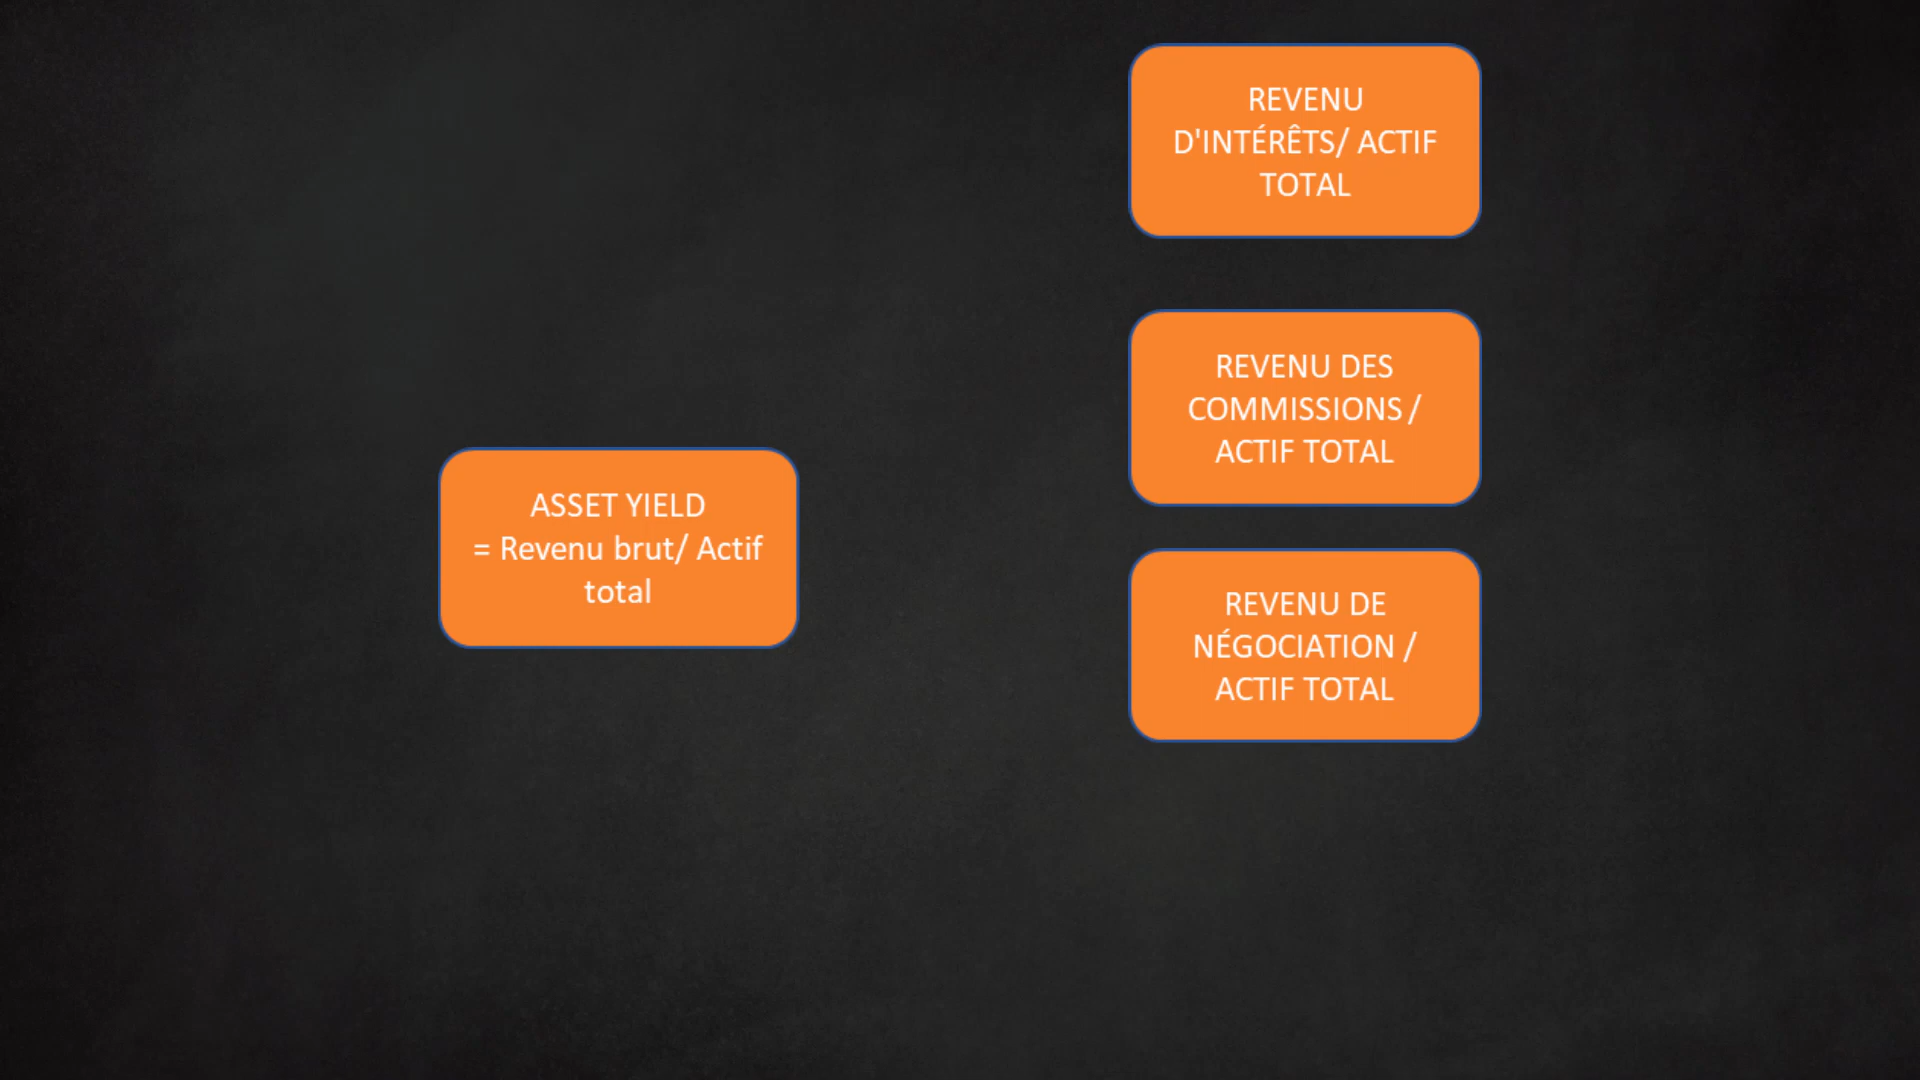 ASSET YIELD
= Revenu brut/ Actif
total
REVENU
D'INTÉRÊTS/ ACTIF
TOTAL
REVENU DES
COMMISSIONS /
ACTIF TOTAL
REVENU DE
NÉGOCIATION /
ACTIF TOTAL